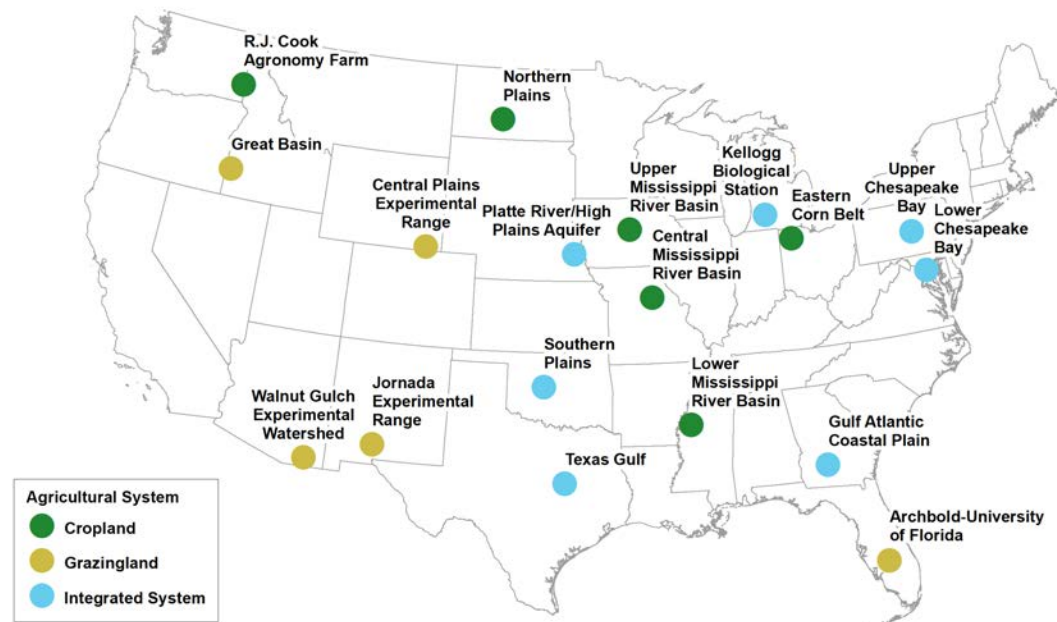 R.J. Cook
Agronomy Farm
Northern
Plains
Great Basin
Central Plains
Experimental
Range
Platte River/High
Plains Aquifer
Upper
Mississippi
River Basin
Central
Mississippi
River Basin
Kellogg
Biological
Station
Eastern
Corn Belt
Upper
Chesapeake
Bay
Lower
Chesapeake
Bay
Southern
Plains
Lower
Mississippi
River Basin
Walnut Gulch
Experimental
Watershed
Jornada
Experimental
Range
Texas Gulf
Gulf Atlantic
Coastal Plain
Archbold-University
of Florida
Agricultural System
Cropland
Grazingland
Integrated System